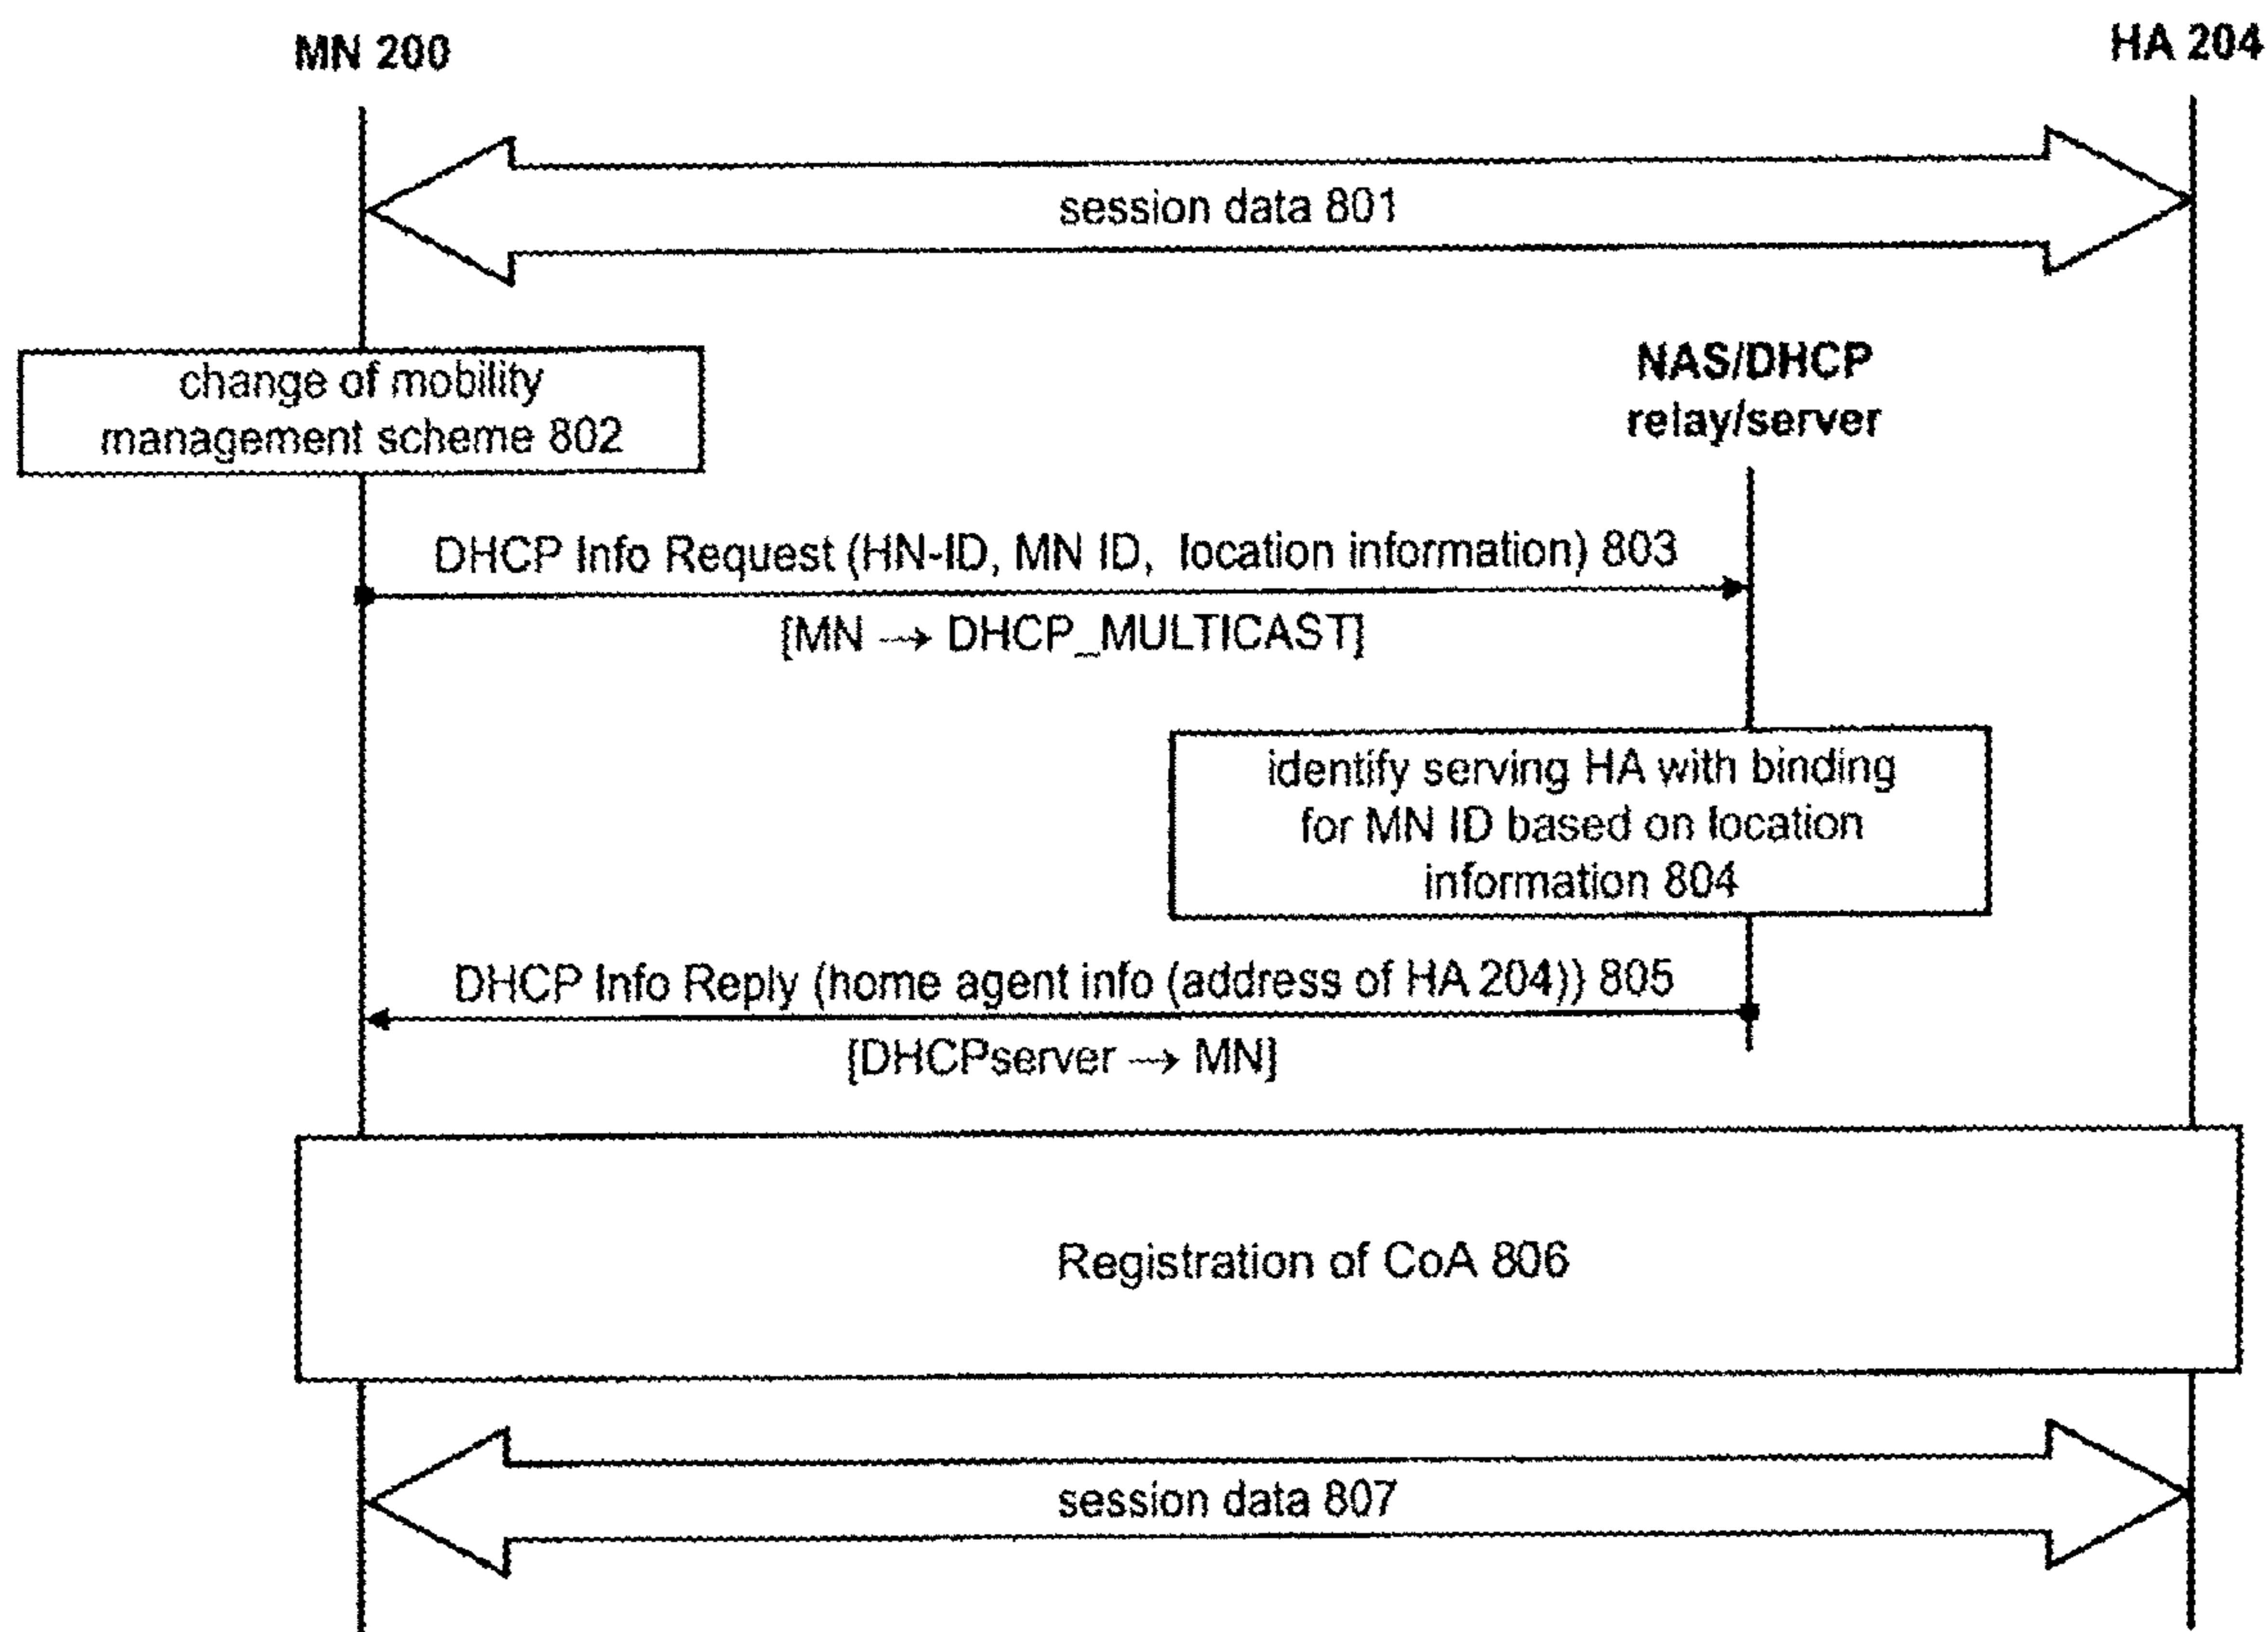 MN 200
HA 204
session data 801
change of mobility
management scheme 802
NAS/DHCP
relay/server
DHCP Info Request (HN-ID, MN ID, location information) 803
[MN → DHCP_MULTICAST]
identify serving HA with binding
for MN ID based on location
information 804
DHCP Info Reply (home agent info (address of HA 204)) 805
[DHCPserver → MN]
Registration of CoA 806
session data 807